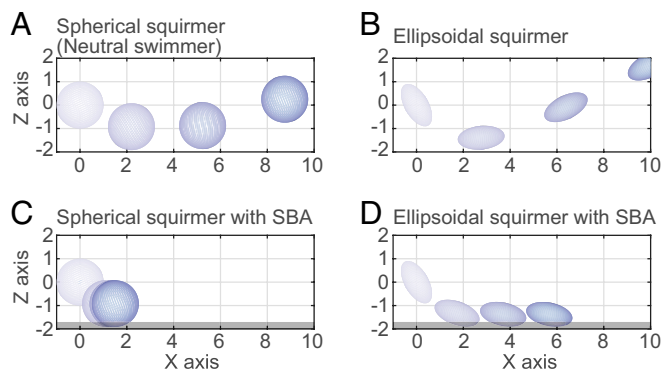 A Spherical squirmer
(Neutral swimmer)
Z axis
2
1
0
-1
-2
0 2 4 6 8 10
B Ellipsoidal squirmer
2
1
0
-1
-2
0 2 4 6 8 10
C Spherical squirmer with SBA
Z axis
2
1
0
-1
-2
0 2 4 6 8 10
X axis
D Ellipsoidal squirmer with SBA
2
1
0
-1
-2
0 2 4 6 8 10
X axis